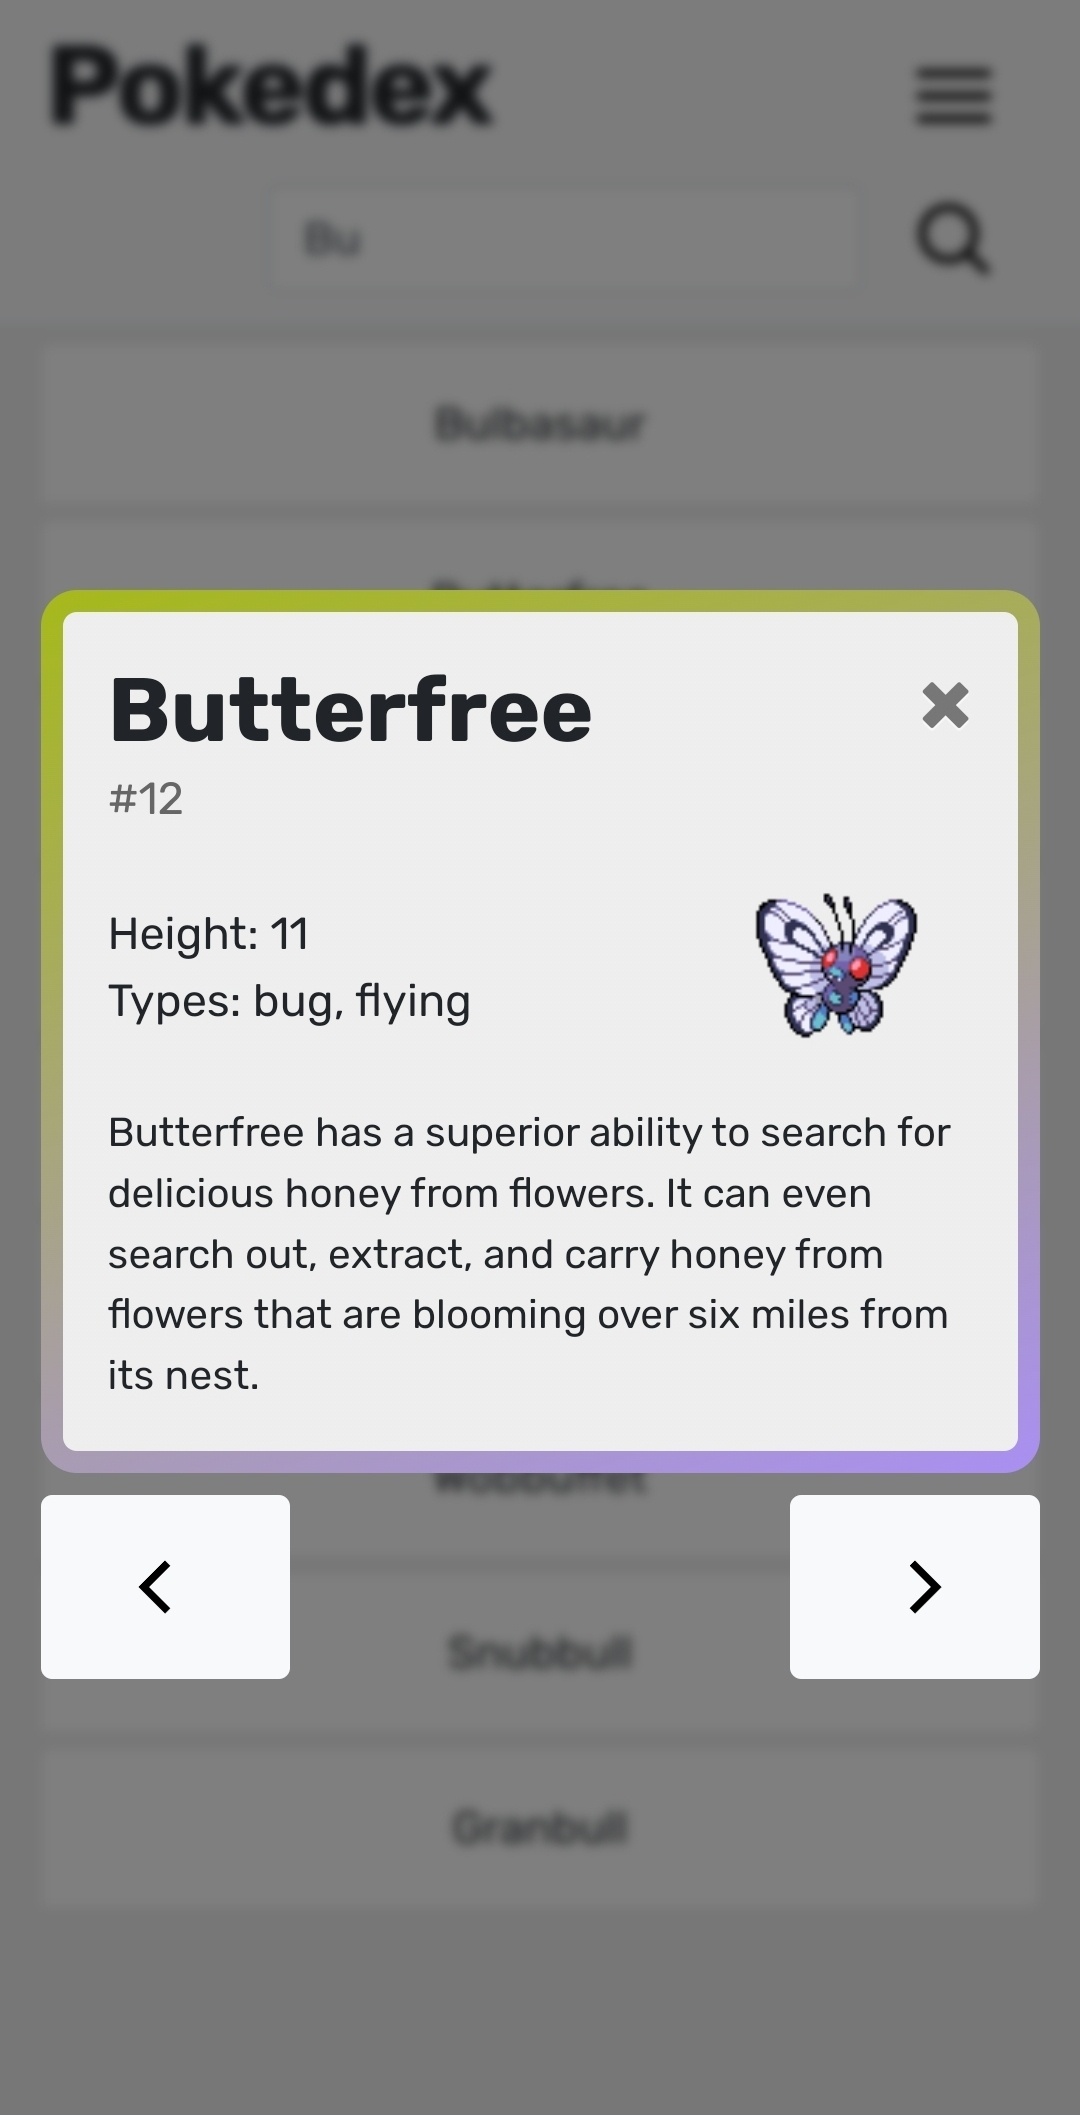 Pokedex
Bu
Bulbasaur
Butterfree
#12
Height: 11
Types: bug, flying
Butterfree has a superior ability to search for
delicious honey from flowers. It can even
search out, extract, and carry honey from
flowers that are blooming over six miles from
its nest.
Wobbuffet
Snubbull
Granbull